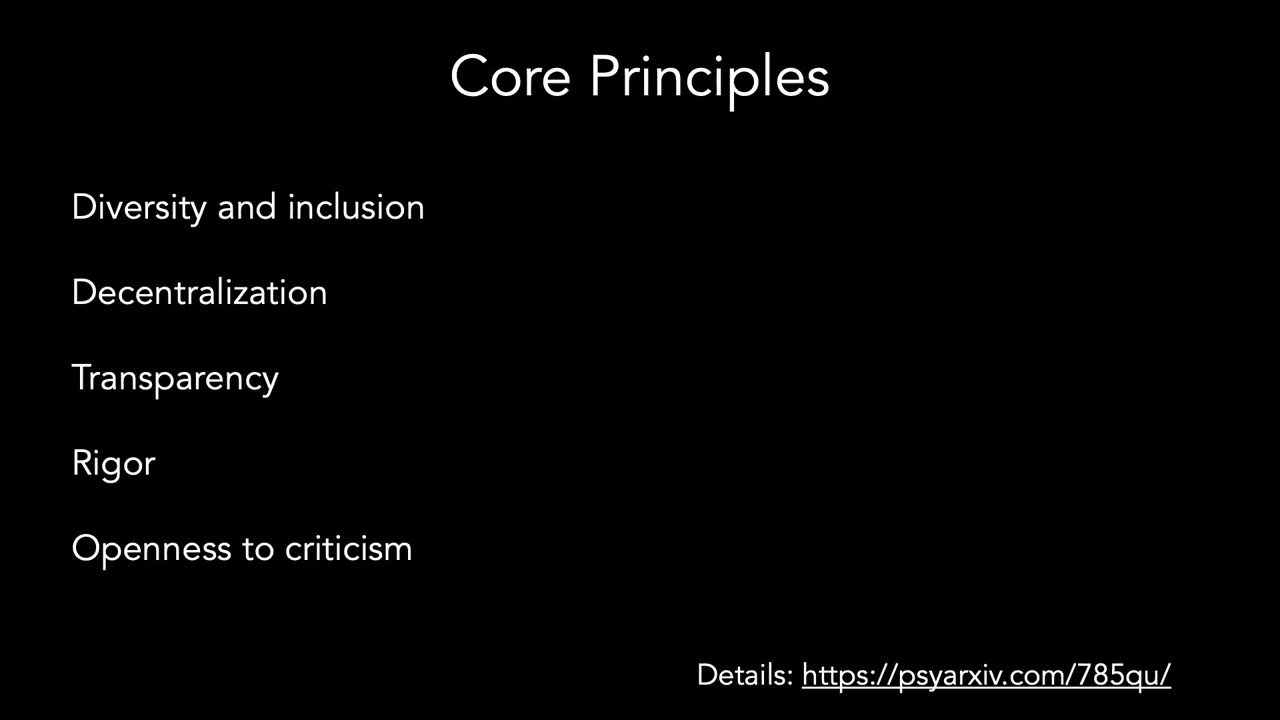 Core Principles
Diversity and inclusion
Decentralization
Transparency
Rigor
Openness to criticism
Details: https://psyarxiv.com/785qu/